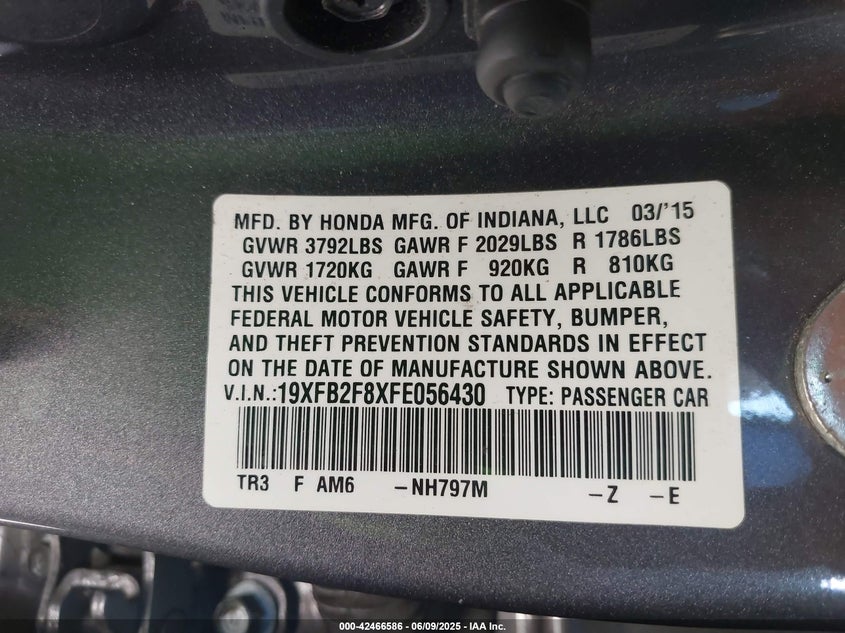 MFD. BY HONDA MFG. OF INDIANA, LLC 03/'15
GVWR 3792LBS GAWR F 2029LBS R 1786LBS
GVWR 1720KG GAWR F 920KG R 810KG
THIS VEHICLE CONFORMS TO ALL APPLICABLE
FEDERAL MOTOR VEHICLE SAFETY, BUMPER,
AND THEFT PREVENTION STANDARDS IN EFFECT
ON THE DATE OF MANUFACTURE SHOWN ABOVE.
V.I.N.:19XFB2F8XFE056430 TYPE: PASSENGER CAR
TR3 F AM6 –NH797M –Z –E
000-42466586 - 06/09/2025 - IAA Inc.